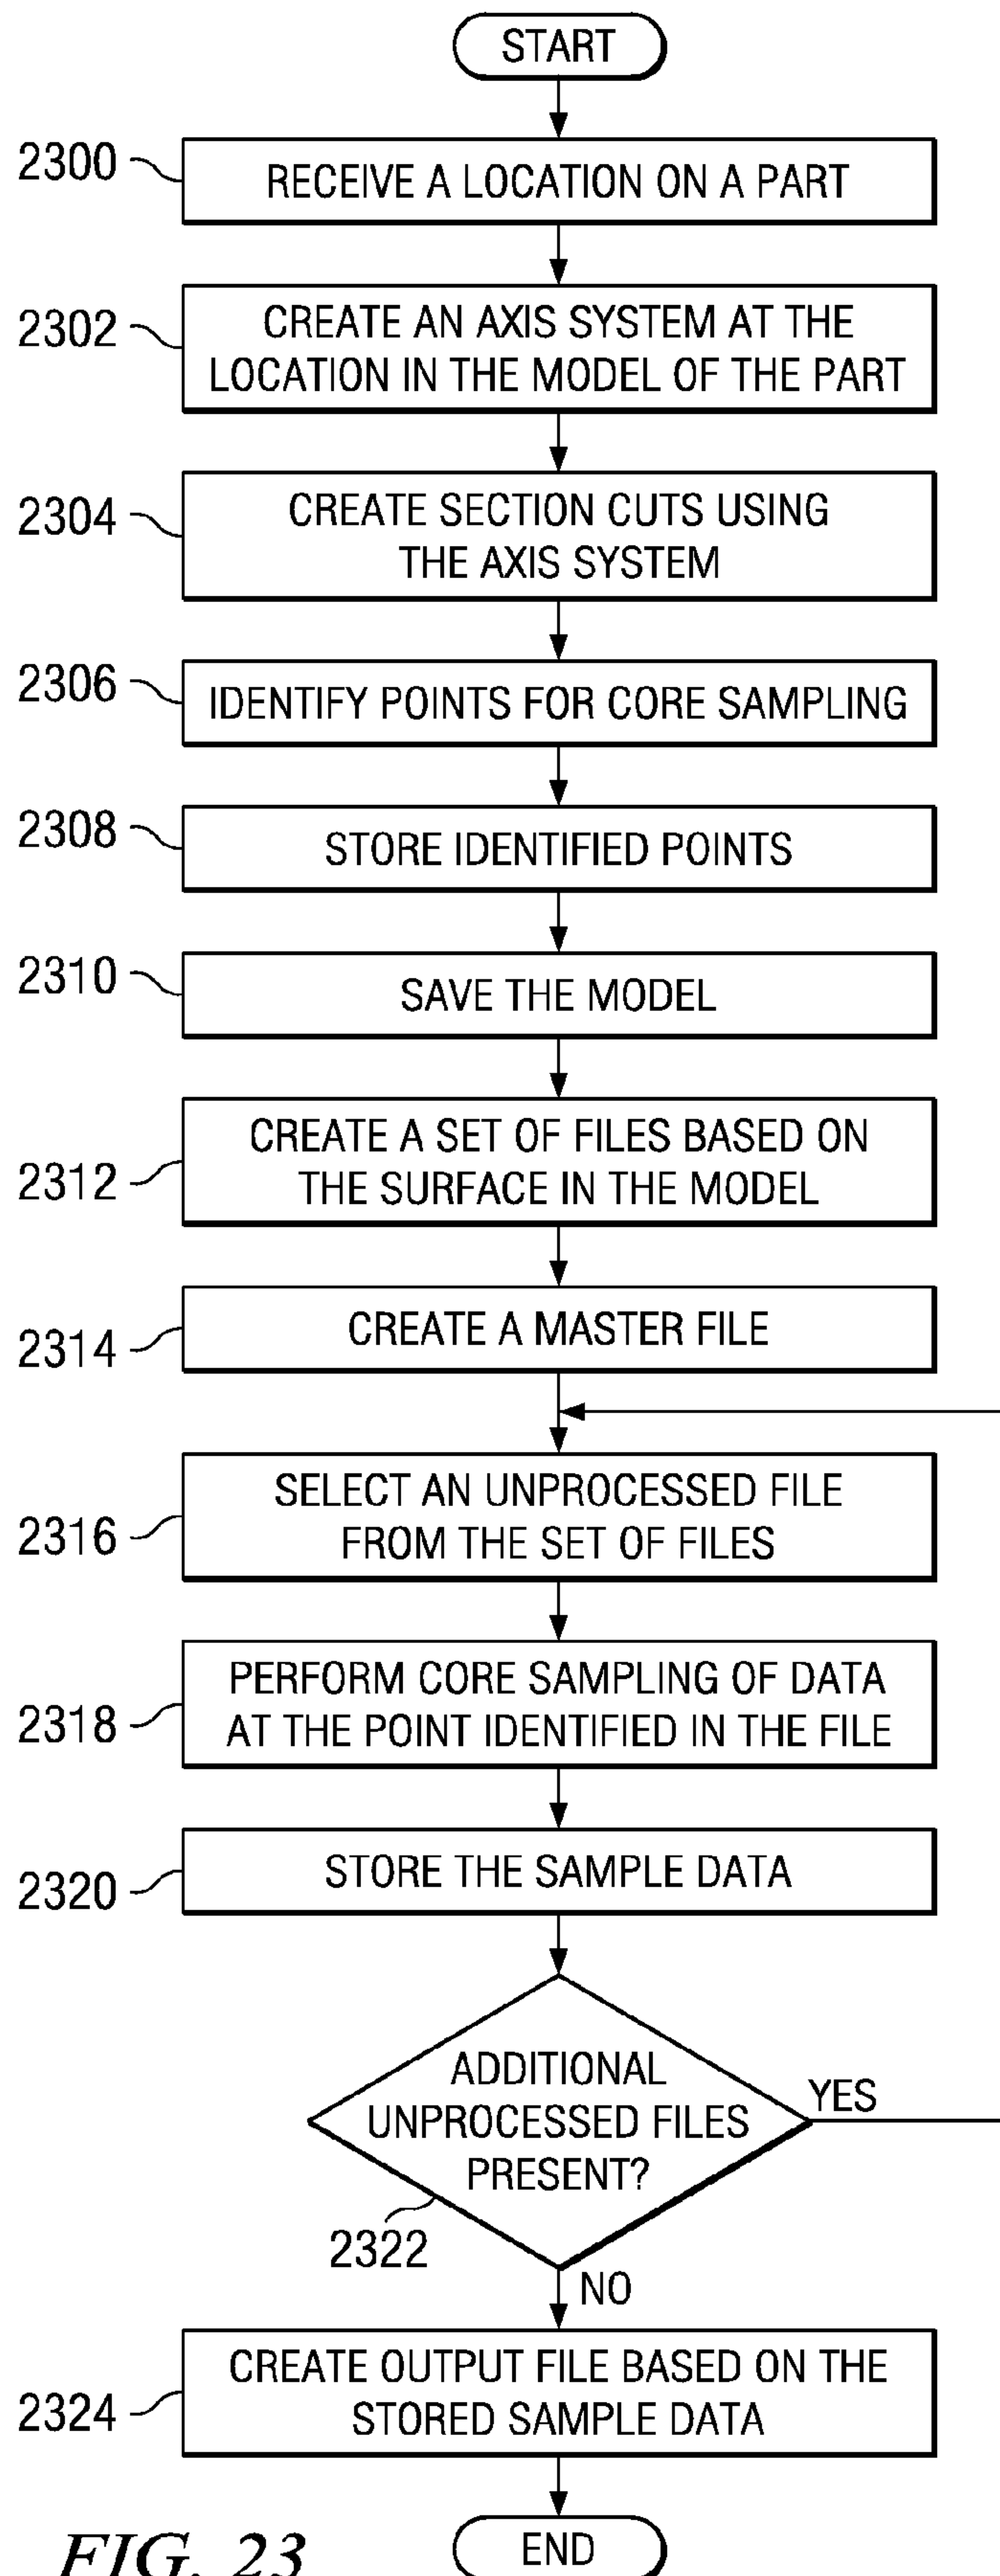 START
2300
RECEIVE A LOCATION ON A PART
2302
CREATE AN AXIS SYSTEM AT THE
LOCATION IN THE MODEL OF THE PART
2304
CREATE SECTION CUTS USING
THE AXIS SYSTEM
2306
IDENTIFY POINTS FOR CORE SAMPLING
2308
STORE IDENTIFIED POINTS
2310
SAVE THE MODEL
2312
CREATE A SET OF FILES BASED ON
THE SURFACE IN THE MODEL
2314
CREATE A MASTER FILE
2316
SELECT AN UNPROCESSED FILE
FROM THE SET OF FILES
2318
PERFORM CORE SAMPLING OF DATA
AT THE POINT IDENTIFIED IN THE FILE
2320
STORE THE SAMPLE DATA
ADDITIONAL
UNPROCESSED FILES
PRESENT?
YES
2322
NO
2324
CREATE OUTPUT FILE BASED ON THE
STORED SAMPLE DATA
END
FIG. 23